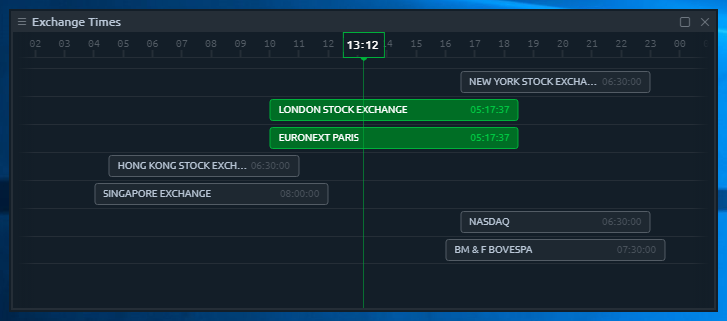 Exchange Times
02 03 04 05 06 07 08 09 10 11 12 13:12 4 15 16 17 18 19 20 21 22 23 00
NEW YORK STOCK EXCHA... 06:30:00
LONDON STOCK EXCHANGE 05:17:37
EURONEXT PARIS 05:17:37
HONG KONG STOCK EXCH... 06:30:00
SINGAPORE EXCHANGE 08:00:00
NASDAQ 06:30:00
BM & F BOVESPA 07:30:00